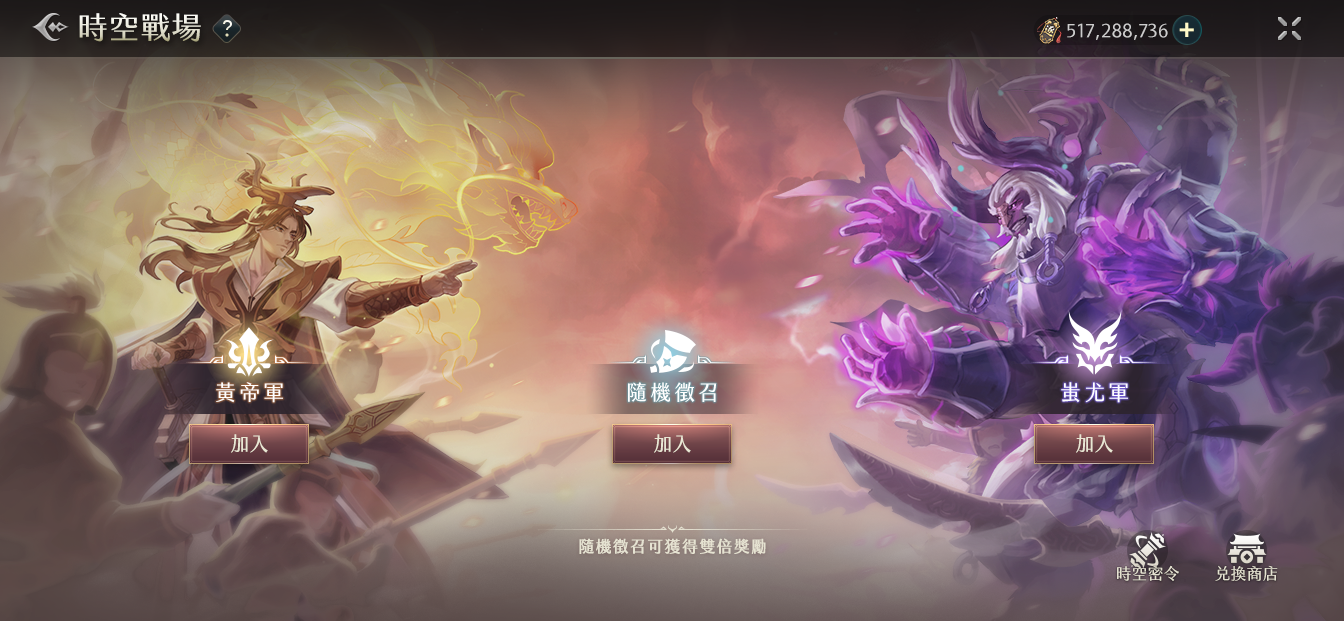 時空戰場 ?
517,288,736 +
黃帝軍
加入
隨機徵召
加入
蚩尤軍
加入
隨機徵召可獲得雙倍獎勵
時空密令
兌換商店